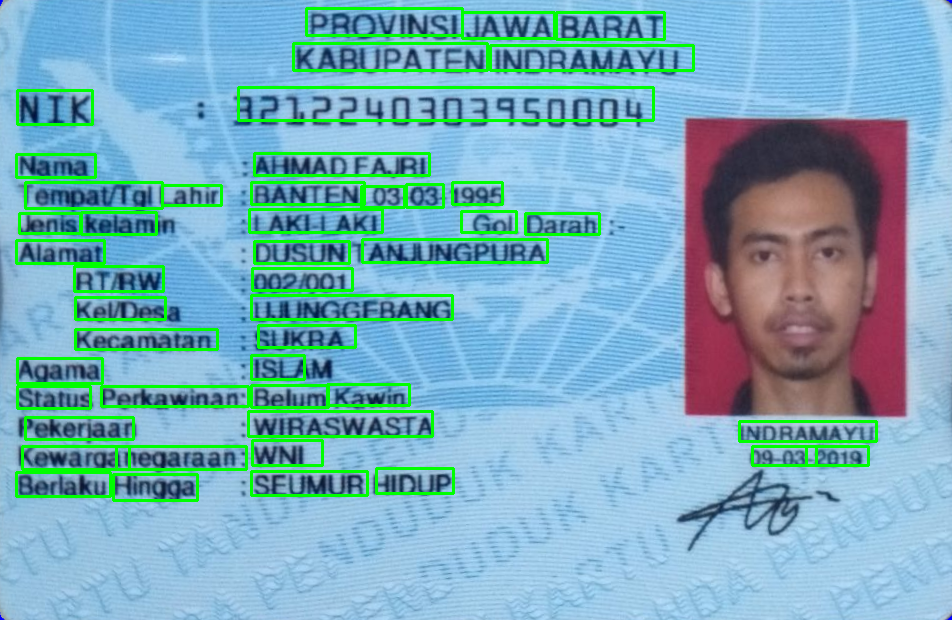 PROVINSI JAWA BARAT
KABUPATEN INDRAMAYU
NIK : 3212240303950004
Nama : AHMAD FAJRI
Tempat/Tgl Lahir : BANTEN, 03-03-1995
Jenis kelamin : LAKI-LAKI Gol. Darah :-
Alamat : DUSUN TANJUNGPURA
RT/RW : 002/001
Kel/Desa : UJUNGGEBANG
Kecamatan : SUKRA
Agama : ISLAM
Status Perkawinan: Belum Kawin
Pekerjaan : WIRASWASTA
Kewarganegaraan: WNI
Berlaku Hingga : SEUMUR HIDUP
INDRAMAYU
09-03-2019